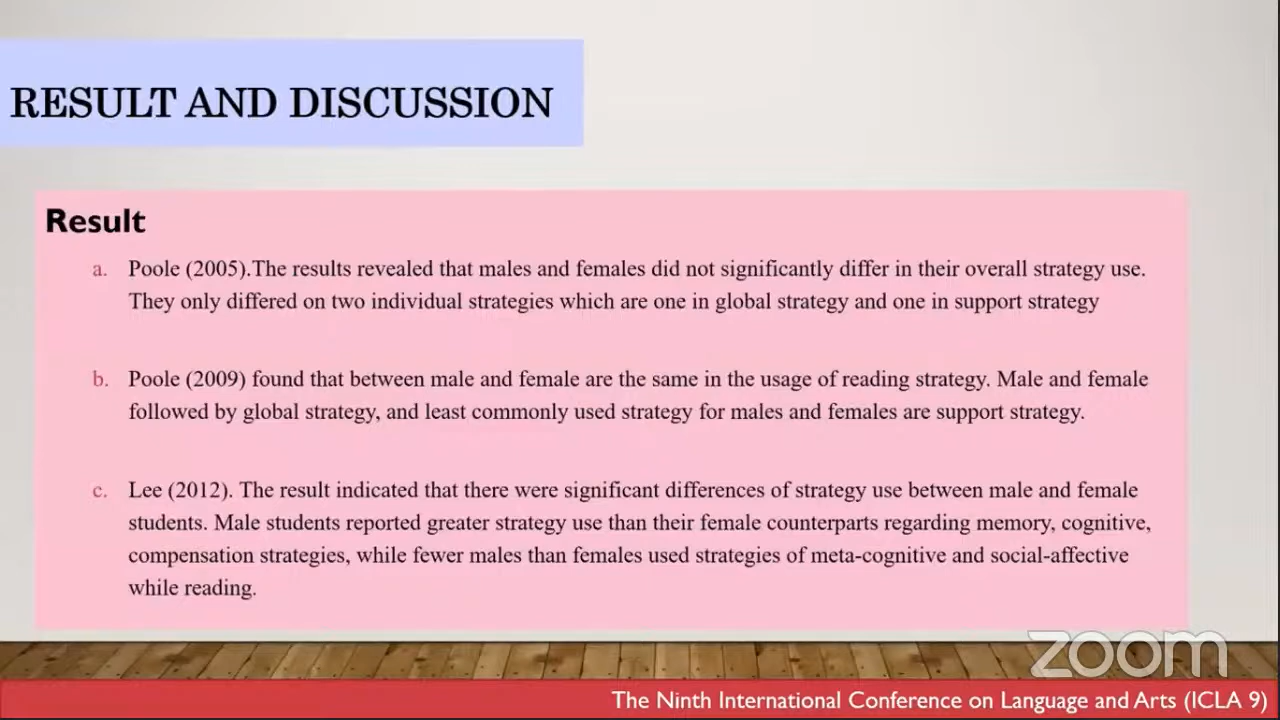 RESULT AND DISCUSSION
Result
a. Poole (2005).The results revealed that males and females did not significantly differ in their overall strategy use.
They only differed on two individual strategies which are one in global strategy and one in support strategy
b. Poole (2009) found that between male and female are the same in the usage of reading strategy. Male and female
followed by global strategy, and least commonly used strategy for males and females are support strategy.
c. Lee (2012). The result indicated that there were significant differences of strategy use between male and female
students. Male students reported greater strategy use than their female counterparts regarding memory, cognitive,
compensation strategies, while fewer males than females used strategies of meta-cognitive and social-affective
while reading.
zoom
The Ninth International Conference on Language and Arts (ICLA 9)